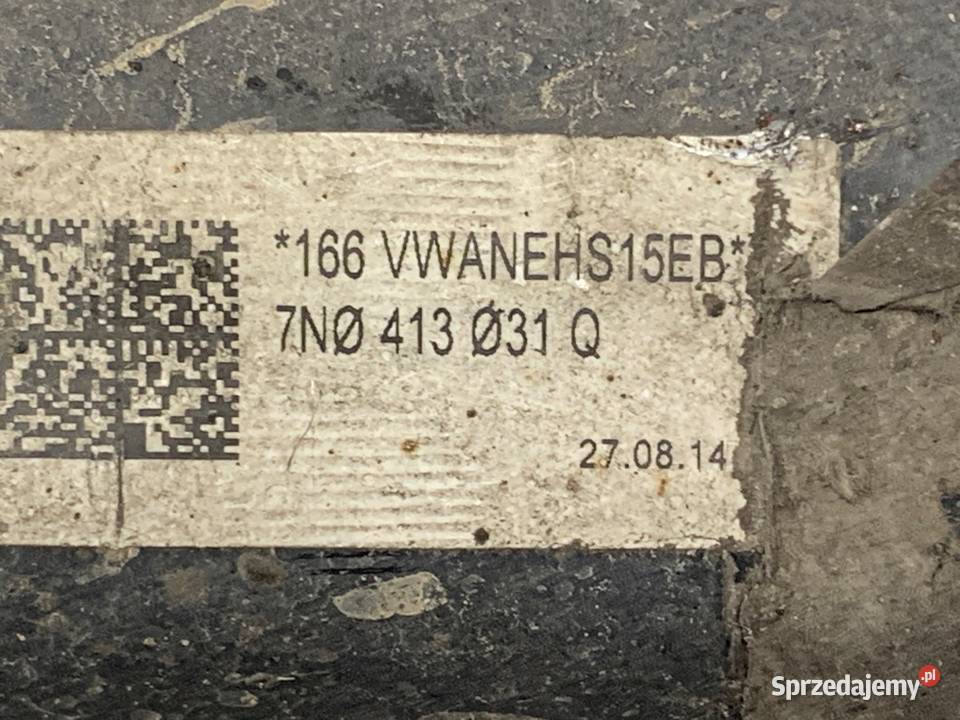 *166 VWANEHS15EB*
7NØ 413 Ø31 Q
27.08.14
Sprzedajemy.pl